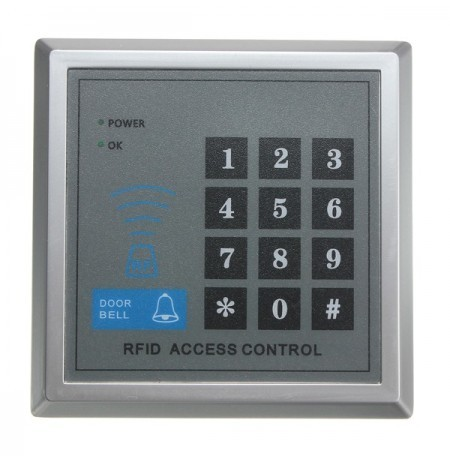 POWER
OK
1 2 3
4 5 6
7 8 9
* 0 #
DOOR
BELL
RFID ACCESS CONTROL